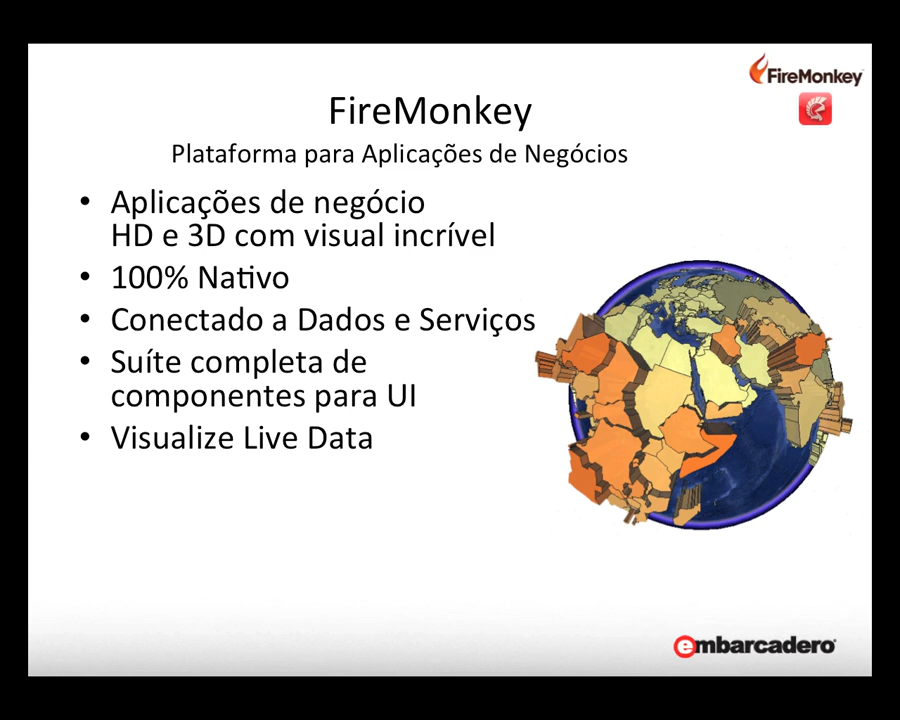 FireMonkey
FireMonkey
Plataforma para Aplicações de Negócios
• Aplicações de negócio
HD e 3D com visual incrível
• 100% Nativo
• Conectado a Dados e Serviços
• Suíte completa de
componentes para UI
• Visualize Live Data
embarcadero